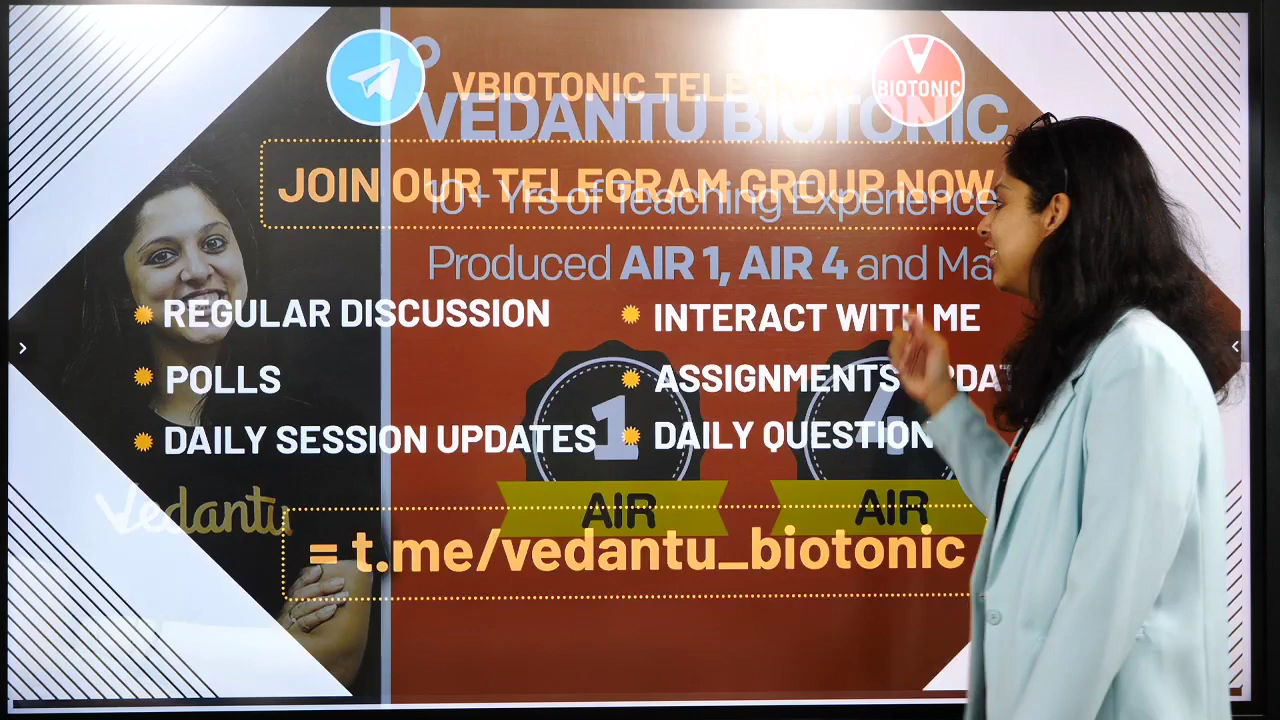 VBIOTONIC TELEGRAM
BIOTONIC
VEDANTU BIOTONIC
JOIN OUR TELEGRAM GROUP NOW
10+ Yrs of Teaching Experience
Produced AIR 1, AIR 4 and
REGULAR DISCUSSION
INTERACT WITH ME
POLLS
ASSIGNMENTS
DAILY SESSION UPDATES
DAILY QUESTION
1
4
AIR
AIR
Vedantu
= t.me/vedantu_biotonic